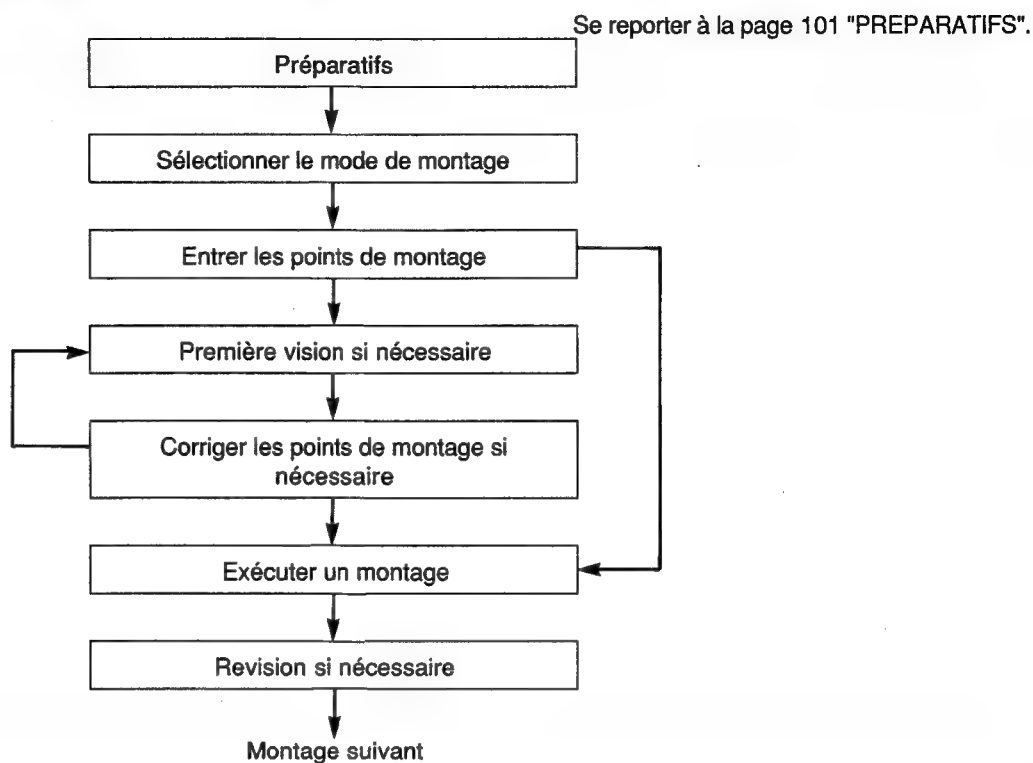 Se reporter à la page 101 "PREPARATIFS".
Préparatifs
Sélectionner le mode de montage
Entrer les points de montage
Première vision si nécessaire
Corriger les points de montage si
nécessaire
Exécuter un montage
Revision si nécessaire
Montage suivant